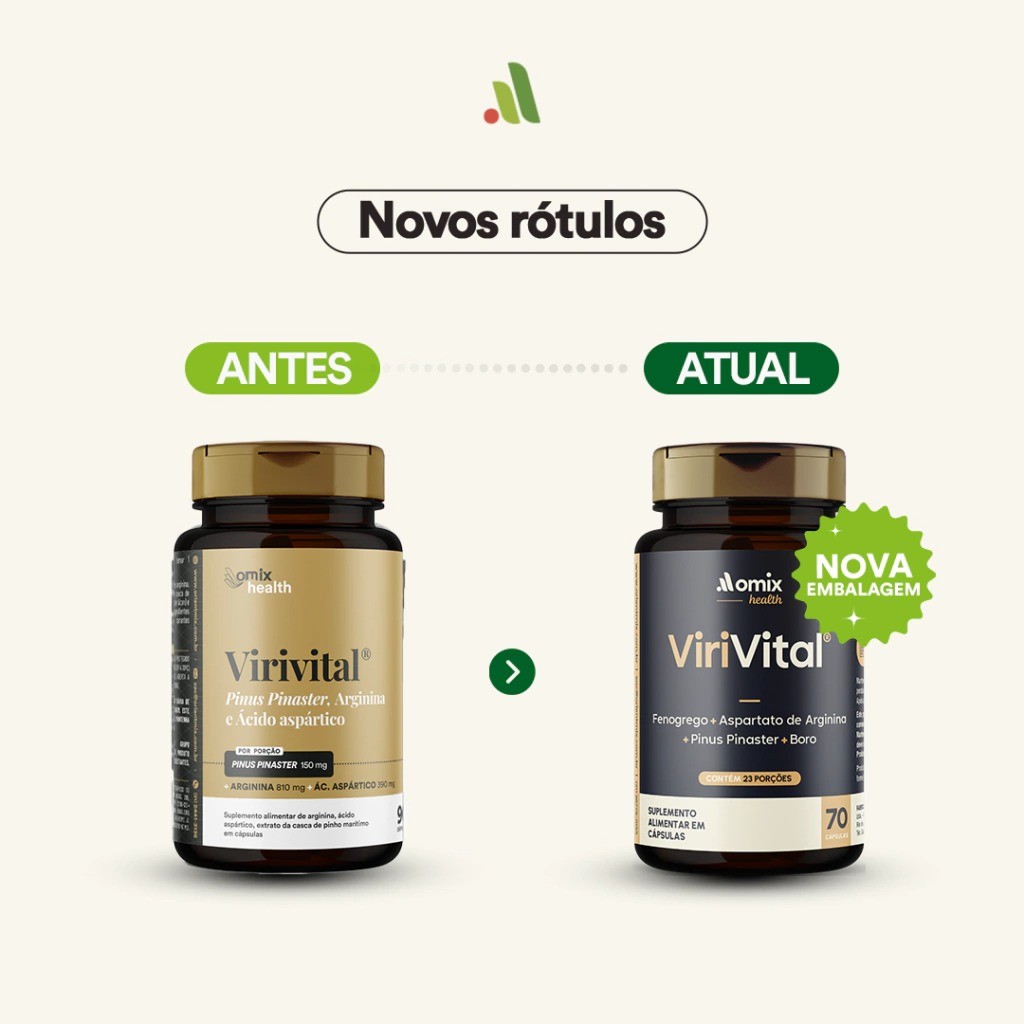 Novos rótulos
ANTES
ATUAL
omix
health
Virivital®
Pinus Pinaster, Arginina
e Ácido aspártico
POR PORÇÃO
PINUS PINASTER 150 mg
+ ARGININA 810 mg + ÁC. ASPÁRTICO 390 mg
Suplemento alimentar de arginina, ácido
aspártico, extrato da casca de pinho marítimo
em cápsulas
NOVA
EMBALAGEM
omix
health
ViriVital®
Fenogrego + Aspartato de Arginina
+ Pinus Pinaster + Boro
CONTÉM 23 PORÇÕES
SUPLEMENTO
ALIMENTAR EM
CÁPSULAS
70
CÁPSULAS